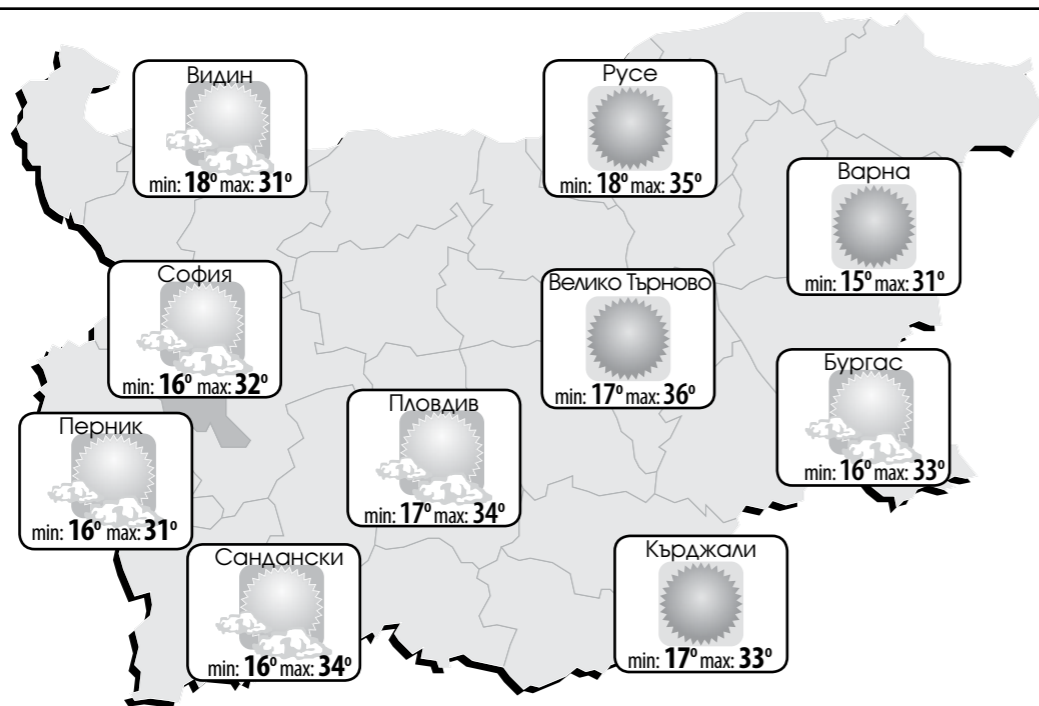 Видин
min: 18° max: 31°
Русе
min: 18° max: 35°
Варна
min: 15° max: 31°
София
min: 16° max: 32°
Велико Търново
min: 17° max: 36°
Бургас
min: 16° max: 33°
Пловдив
min: 17° max: 34°
Перник
min: 16° max: 31°
Сандански
min: 16° max: 34°
Кърджали
min: 17° max: 33°